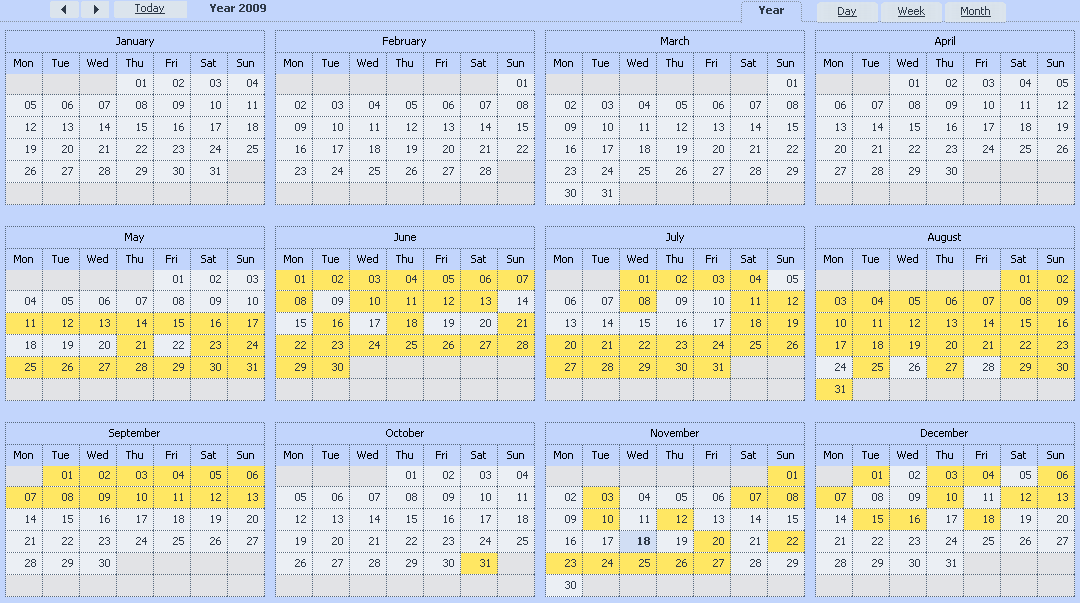 Today Year 2009 Year Day Week Month
January February March April
Mon Tue Wed Thu Fri Sat Sun Mon Tue Wed Thu Fri Sat Sun Mon Tue Wed Thu Fri Sat Sun Mon Tue Wed Thu Fri Sat Sun
01 02 03 04 01 01 01 02 03 04 05
05 06 07 08 09 10 11 02 03 04 05 06 07 08 02 03 04 05 06 07 08 06 07 08 09 10 11 12
12 13 14 15 16 17 18 09 10 11 12 13 14 15 09 10 11 12 13 14 15 13 14 15 16 17 18 19
19 20 21 22 23 24 25 16 17 18 19 20 21 22 16 17 18 19 20 21 22 20 21 22 23 24 25 26
26 27 28 29 30 31 23 24 25 26 27 28 23 24 25 26 27 28 29 27 28 29 30
30 31
May June July August
Mon Tue Wed Thu Fri Sat Sun Mon Tue Wed Thu Fri Sat Sun Mon Tue Wed Thu Fri Sat Sun Mon Tue Wed Thu Fri Sat Sun
01 02 03 01 02 03 04 05 06 07 01 02 03 04 05 01 02
04 05 06 07 08 09 10 08 09 10 11 12 13 14 06 07 08 09 10 11 12 03 04 05 06 07 08 09
11 12 13 14 15 16 17 15 16 17 18 19 20 21 13 14 15 16 17 18 19 10 11 12 13 14 15 16
18 19 20 21 22 23 24 22 23 24 25 26 27 28 20 21 22 23 24 25 26 17 18 19 20 21 22 23
25 26 27 28 29 30 31 29 30 27 28 29 30 31 24 25 26 27 28 29 30
31
September October November December
Mon Tue Wed Thu Fri Sat Sun Mon Tue Wed Thu Fri Sat Sun Mon Tue Wed Thu Fri Sat Sun Mon Tue Wed Thu Fri Sat Sun
01 02 03 04 05 06 01 02 03 04 01 01 02 03 04 05 06
07 08 09 10 11 12 13 05 06 07 08 09 10 11 02 03 04 05 06 07 08 07 08 09 10 11 12 13
14 15 16 17 18 19 20 12 13 14 15 16 17 18 09 10 11 12 13 14 15 14 15 16 17 18 19 20
21 22 23 24 25 26 27 19 20 21 22 23 24 25 16 17 18 19 20 21 22 21 22 23 24 25 26 27
28 29 30 26 27 28 29 30 31 23 24 25 26 27 28 29 28 29 30 31
30